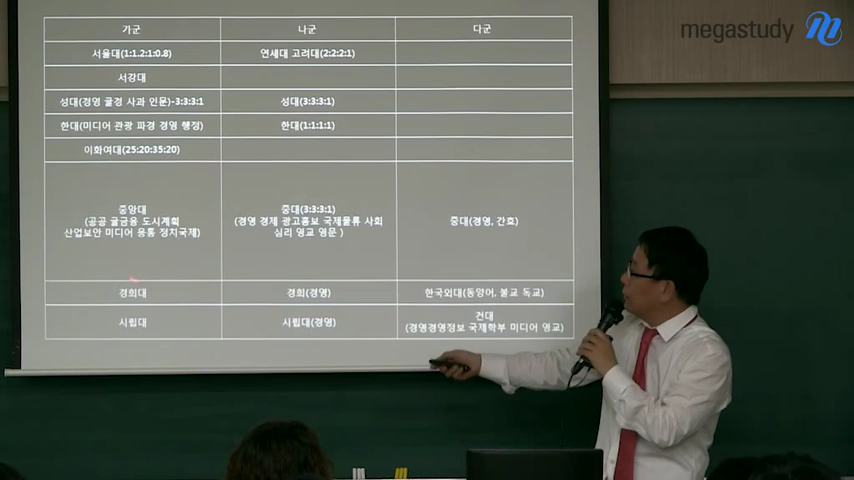 megastudy
가군 나군 다군
서울대(1:1.2:1:0.8) 연세대 고려대(2:2:2:1)
서강대
성대(경영 글경 사과 인문)-3:3:3:1 성대(3:3:3:1)
한대(미디어 관광 파경 경영 행정) 한대(1:1:1:1)
이화여대(25:20:35:20)
중앙대
(공공 글금융 도시계획
산업보안 미디어 응통 정치국제)
중대(3:3:3:1)
(경영 경제 광고홍보 국제물류 사회
심리 영교 영문 )
중대(경영, 간호)
경희대 경희(경영) 한국외대(동양어, 불교 독교)
시립대 시립대(경영)
건대
(경영경영정보 국제학부 미디어 영교)